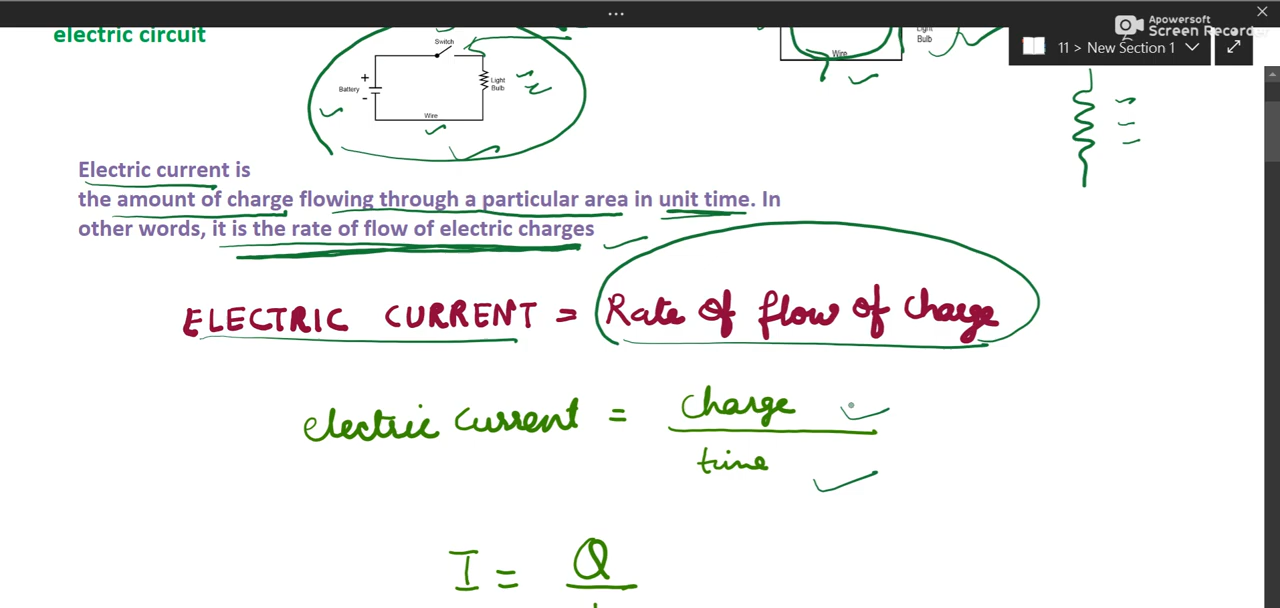 Apowersoft
Screen Recorder
electric circuit
11 > New Section 1
Switch
Light
Bulb
Wire
+
Battery
-
Light
Bulb
Wire
Electric current is
the amount of charge flowing through a particular area in unit time. In
other words, it is the rate of flow of electric charges
ELECTRIC CURRENT = Rate of flow of charge
electric current = charge
time
I = Q